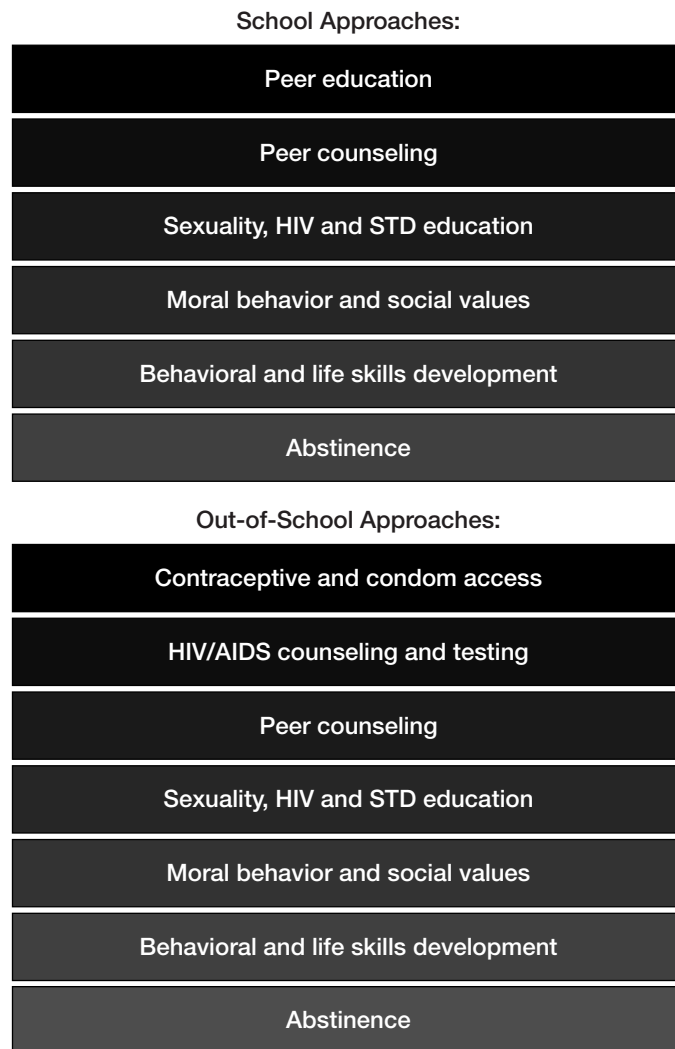 School Approaches:
Peer education
Peer counseling
Sexuality, HIV and STD education
Moral behavior and social values
Behavioral and life skills development
Abstinence
Out-of-School Approaches:
Contraceptive and condom access
HIV/AIDS counseling and testing
Peer counseling
Sexuality, HIV and STD education
Moral behavior and social values
Behavioral and life skills development
Abstinence